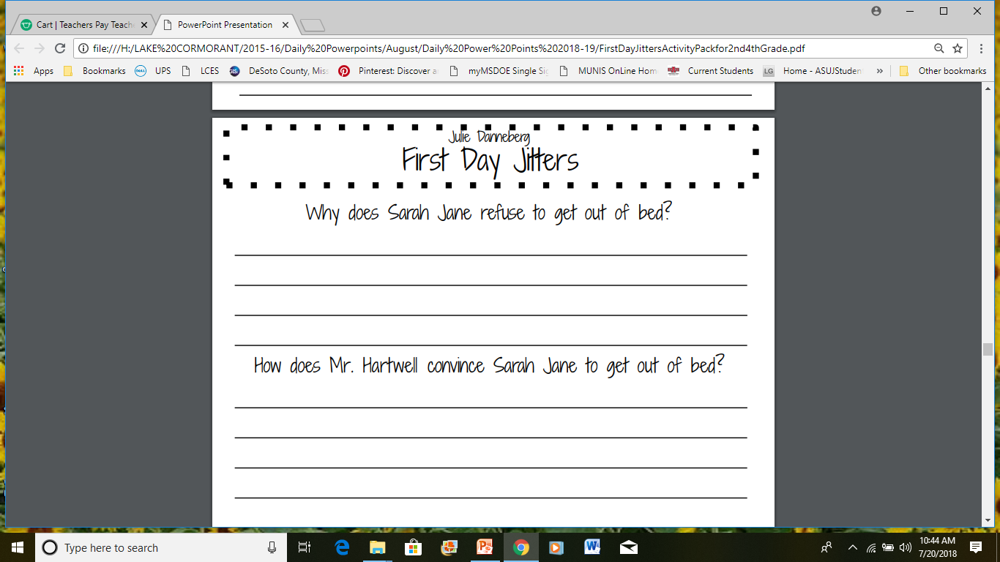 Cart | Teachers Pay Teache
PowerPoint Presentation
file:///H:/LAKE%20CORMORANT/2015-16/Daily%20Powerpoints/August/Daily%20Power%20Points%202018-19/FirstDayJittersActivityPackfor2nd4thGrade.pdf
Apps Bookmarks DELL UPS LCES GIS DeSoto County, Miss Pinterest: Discover a myMSDOE Single Sig MUNIS OnLine Hom Current Students LG Home - ASUJStudent » Other bookmarks
Julie Danneberg
First Day Jitters
Why does Sarah Jane refuse to get out of bed?
How does Mr. Hartwell convince Sarah Jane to get out of bed?
Type here to search
10:44 AM
7/20/2018